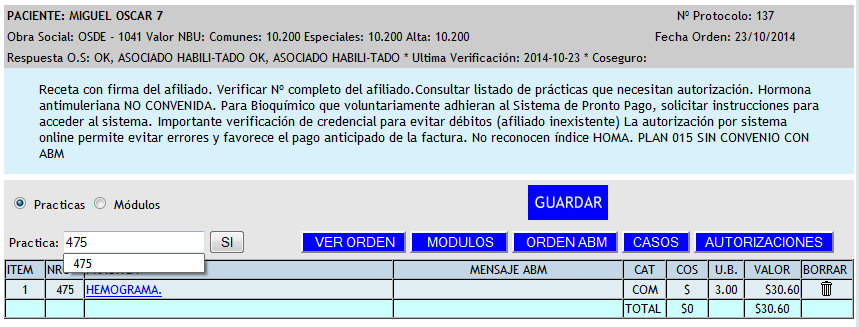 PACIENTE: MIGUEL OSCAR 7 Nº Protocolo: 137
Obra Social: OSDE - 1041 Valor NBU: Comunes: 10.200 Especiales: 10.200 Alta: 10.200 Fecha Orden: 23/10/2014
Respuesta O.S: OK, ASOCIADO HABILI-TADO OK, ASOCIADO HABILI-TADO * Ultima Verificación: 2014-10-23 * Coseguro:
Receta con firma del afiliado. Verificar Nº completo del afiliado.Consultar listado de prácticas que necesitan autorización. Hormona
antimuleriana NO CONVENIDA. Para Bioquímico que voluntariamente adhieran al Sistema de Pronto Pago, solicitar instrucciones para
acceder al sistema. Importante verificación de credencial para evitar débitos (afiliado inexistente) La autorización por sistema
online permite evitar errores y favorece el pago anticipado de la factura. No reconocen índice HOMA. PLAN 015 SIN CONVENIO CON
ABM
Practicas Módulos GUARDAR
Practica: 475 SI VER ORDEN MODULOS ORDEN ABM CASOS AUTORIZACIONES
475
ITEM MENSAJE ABM CAT COS U.B. VALOR BORRAR
1 475 HEMOGRAMA. COM $ 3.00 $30.60
TOTAL $0 $30.60